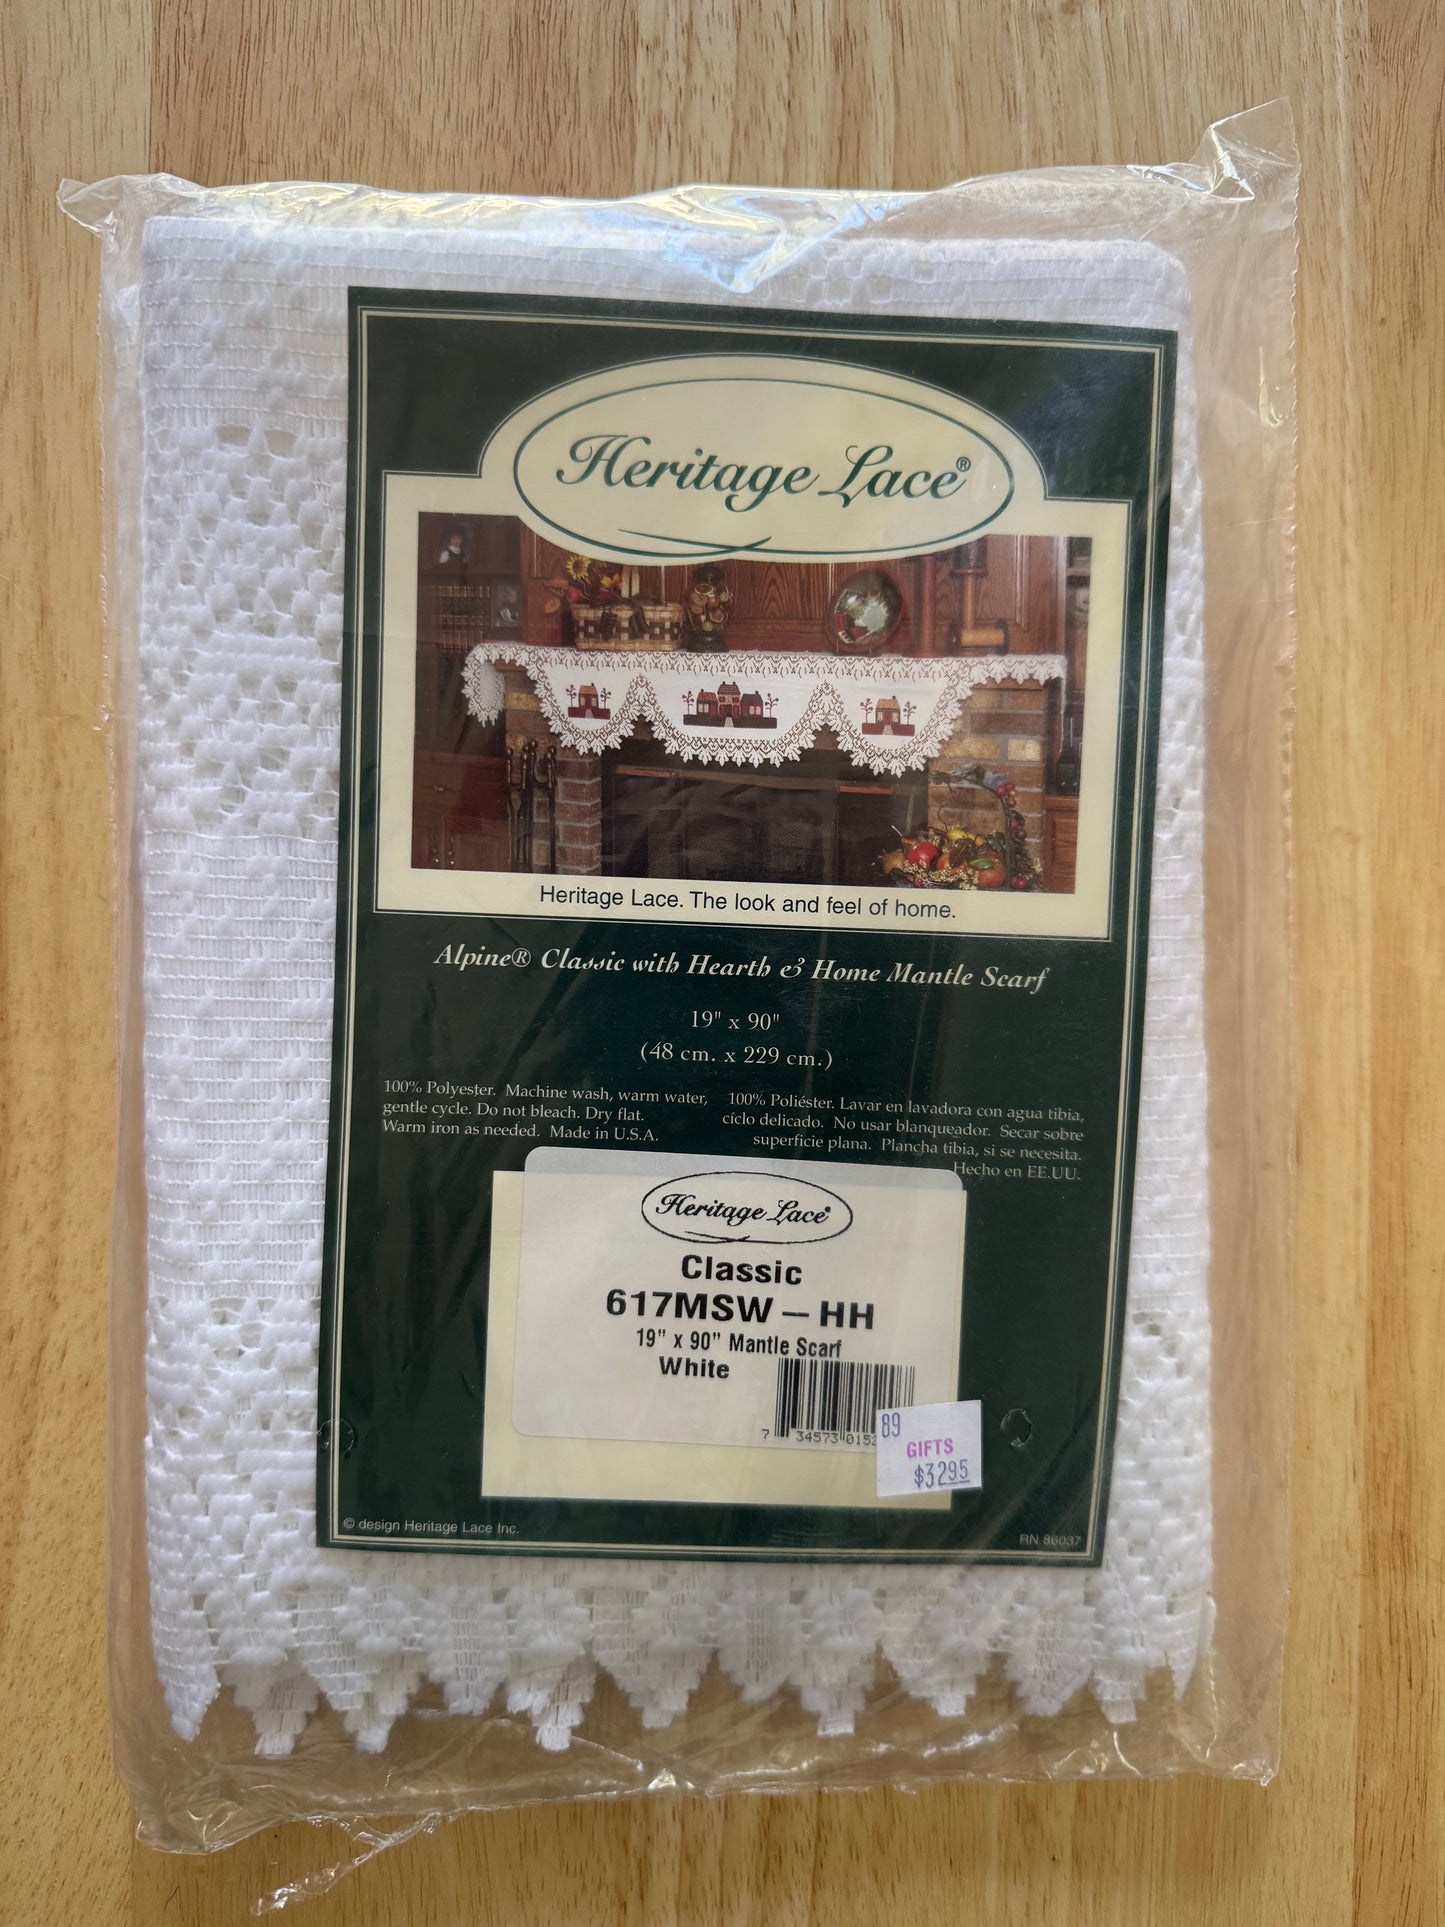 Heritage Lace®
Heritage Lace. The look and feel of home.
Alpine® Classic with Hearth & Home Mantle Scarf
19" x 90"
(48 cm. x 229 cm.)
100% Polyester. Machine wash, warm water,
gentle cycle. Do not bleach. Dry flat.
Warm iron as needed. Made in U.S.A.
100% Poliéster. Lavar en lavadora con agua tibia,
cíclo delicado. No usar blanqueador. Secar sobre
superficie plana. Plancha tibia, si se necesita.
Hecho en EE.UU.
Heritage Lace®
Classic
617MSW – HH
19" x 90" Mantle Scarf
White
7 34573 0152
89
GIFTS
$3295
© design Heritage Lace Inc.
RN 86037